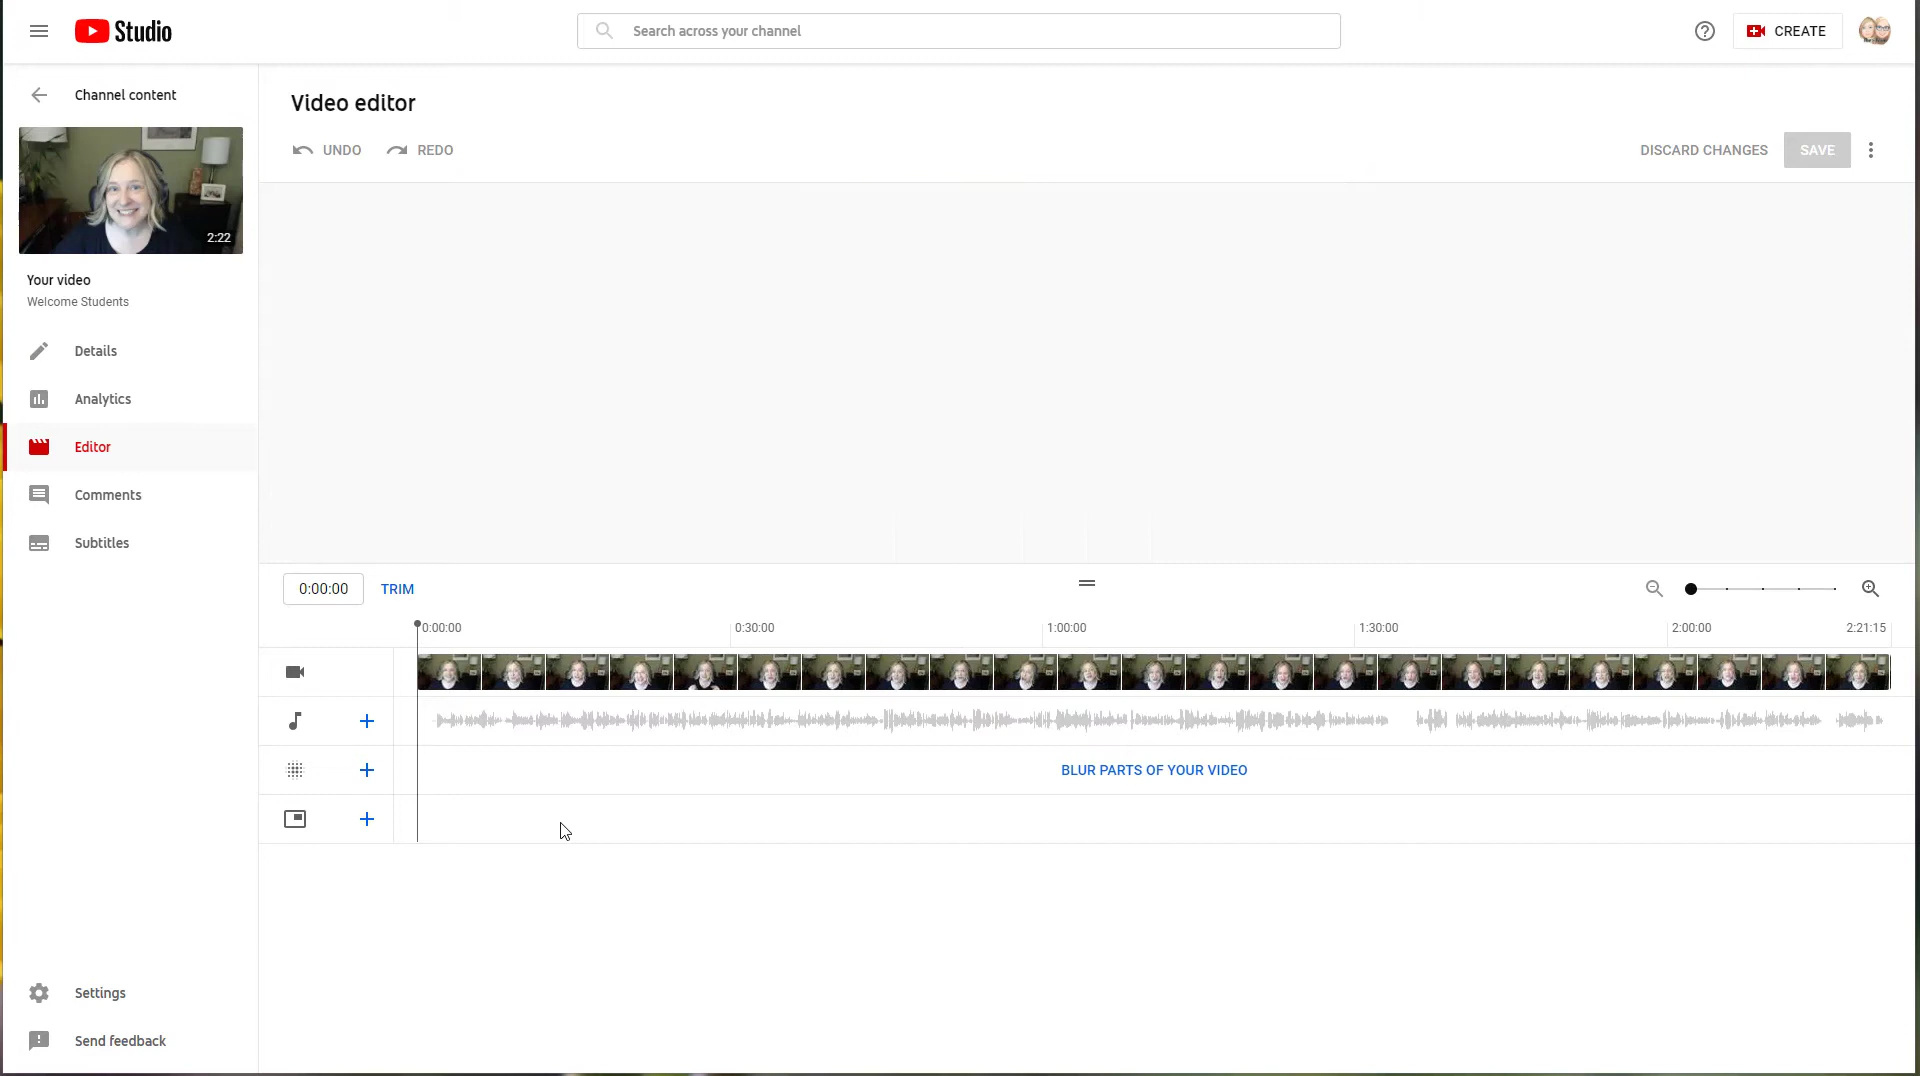 Studio
Search across your channel
CREATE
Channel content
2:22
Your video
Welcome Students
Details
Analytics
Editor
Comments
Subtitles
Settings
Send feedback
Video editor
UNDO
REDO
DISCARD CHANGES
SAVE
0:00:00
TRIM
0:00:00
0:30:00
1:00:00
1:30:00
2:00:00
2:21:15
BLUR PARTS OF YOUR VIDEO